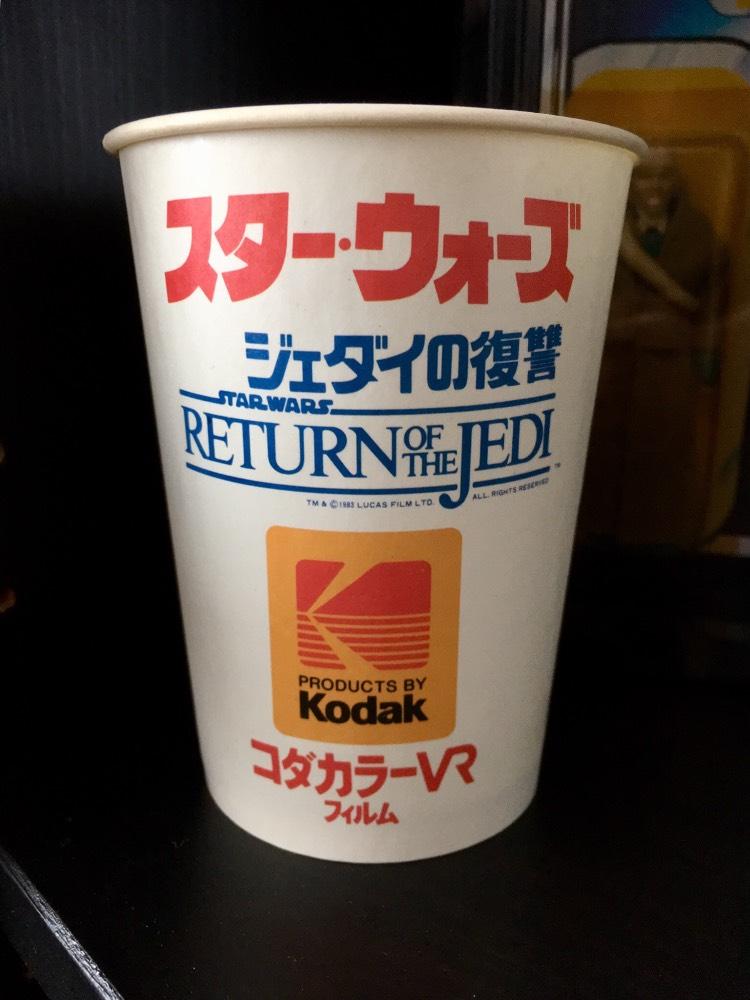 スター・ウォーズ
ジェダイの復讐
STAR WARS
RETURN OF THE JEDI
™
TM & ©1983 LUCAS FILM LTD. ALL RIGHTS RESERVED
PRODUCTS BY
Kodak
コダカラーVR
フィルム